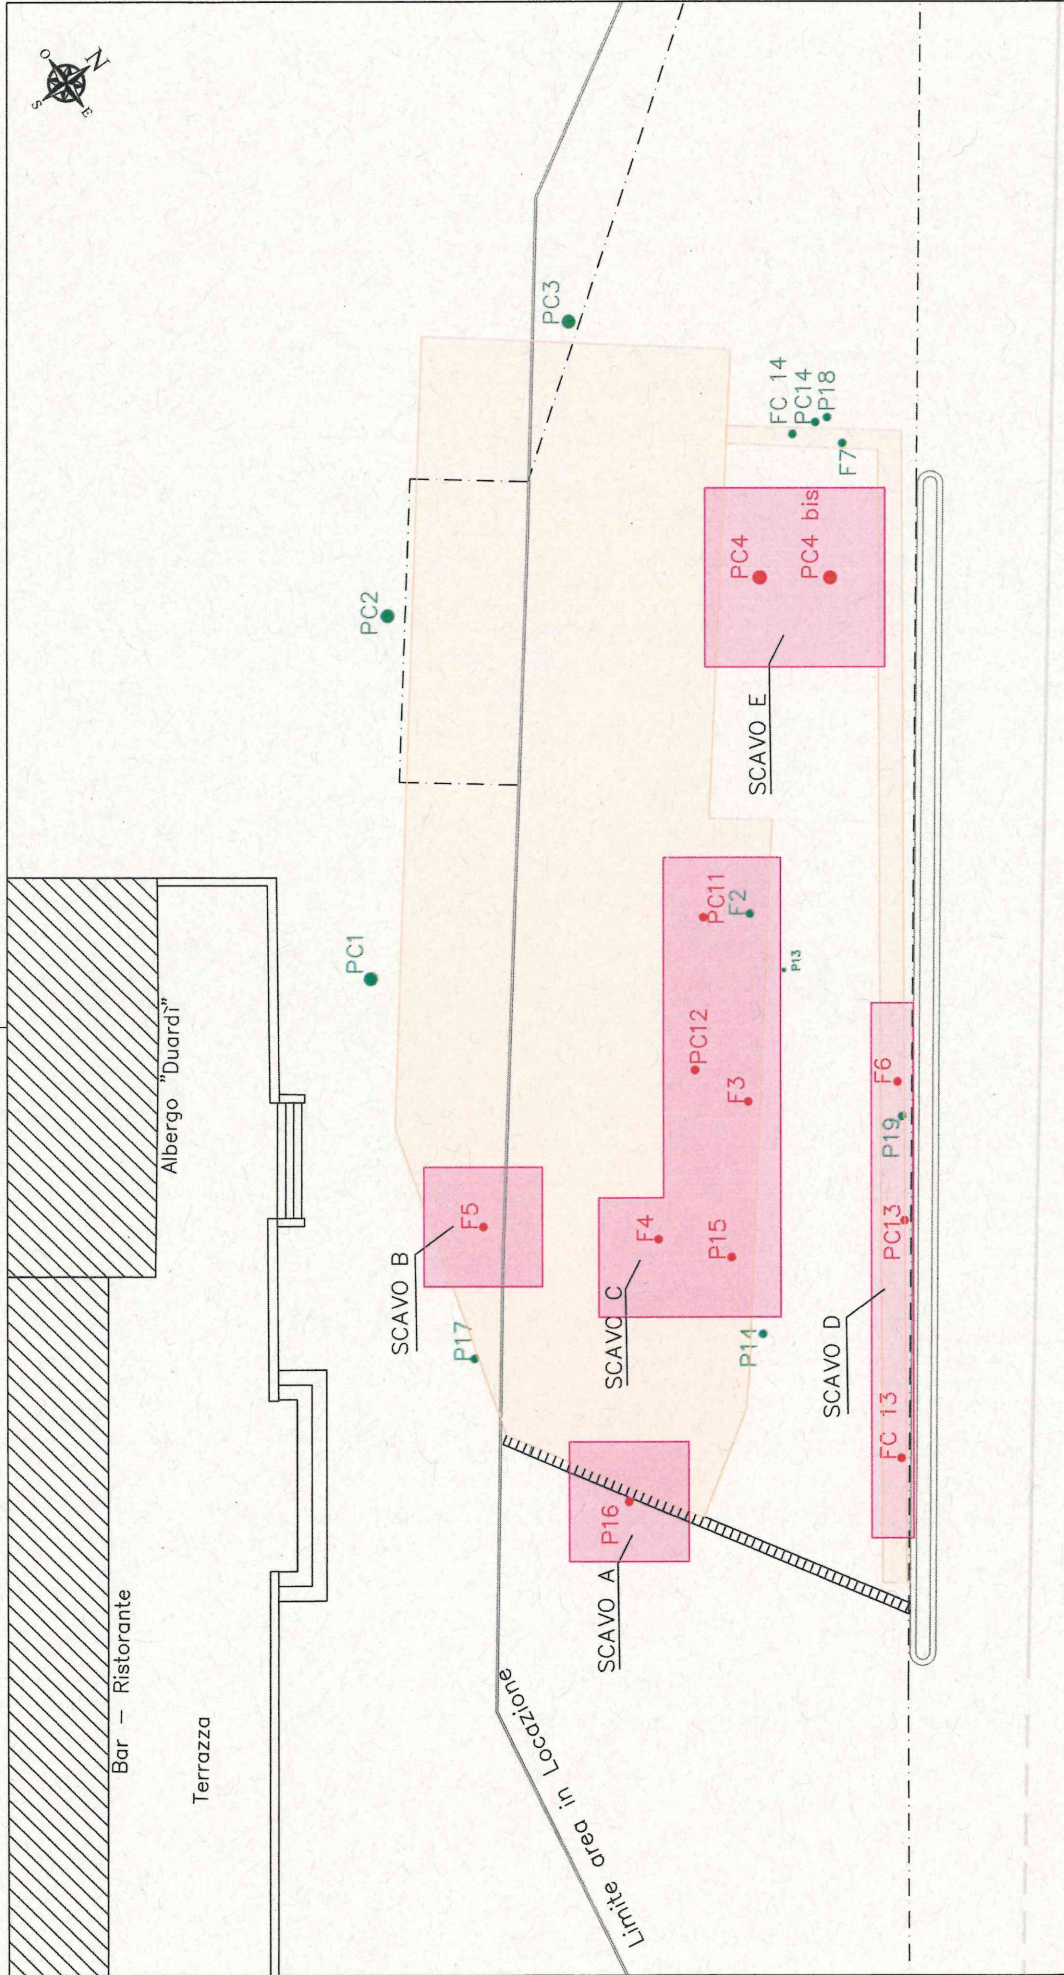 N
O
S
E
Bar – Ristorante
Terrazza
Albergo "Duardì"
Limite area in Locazione
PC1
PC2
PC3
P17
SCAVO B
F5
SCAVO A
P16
SCAVO C
F4
P15
P14
PC12
F3
PC11
F2
P13
SCAVO E
PC4
PC4 bis
FC 14
PC14
P18
F7
SCAVO D
FC 13
PC13
P19
F6